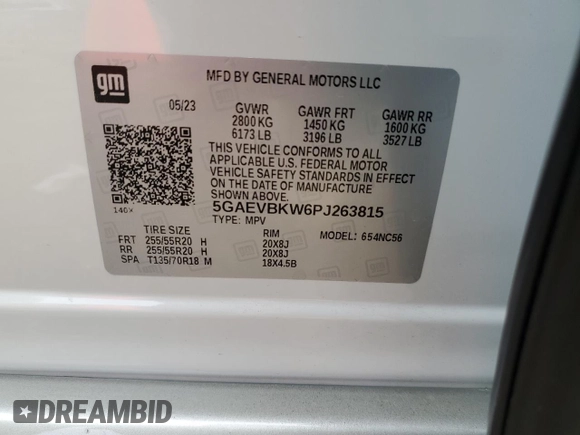 gm
MFD BY GENERAL MOTORS LLC
05/23 GVWR GAWR FRT GAWR RR
2800 KG 1450 KG 1600 KG
6173 LB 3196 LB 3527 LB
THIS VEHICLE CONFORMS TO ALL
APPLICABLE U.S. FEDERAL MOTOR
VEHICLE SAFETY STANDARDS IN EFFECT
ON THE DATE OF MANUFACTURE
SHOWN ABOVE.
140X 5GAEVBKW6PJ263815
TYPE: MPV MODEL: 654NC56
TIRE SIZE RIM
FRT 255/55R20 H 20X8J
RR 255/55R20 H 20X8J
SPA T135/70R18 M 18X4.5B
DREAMBID